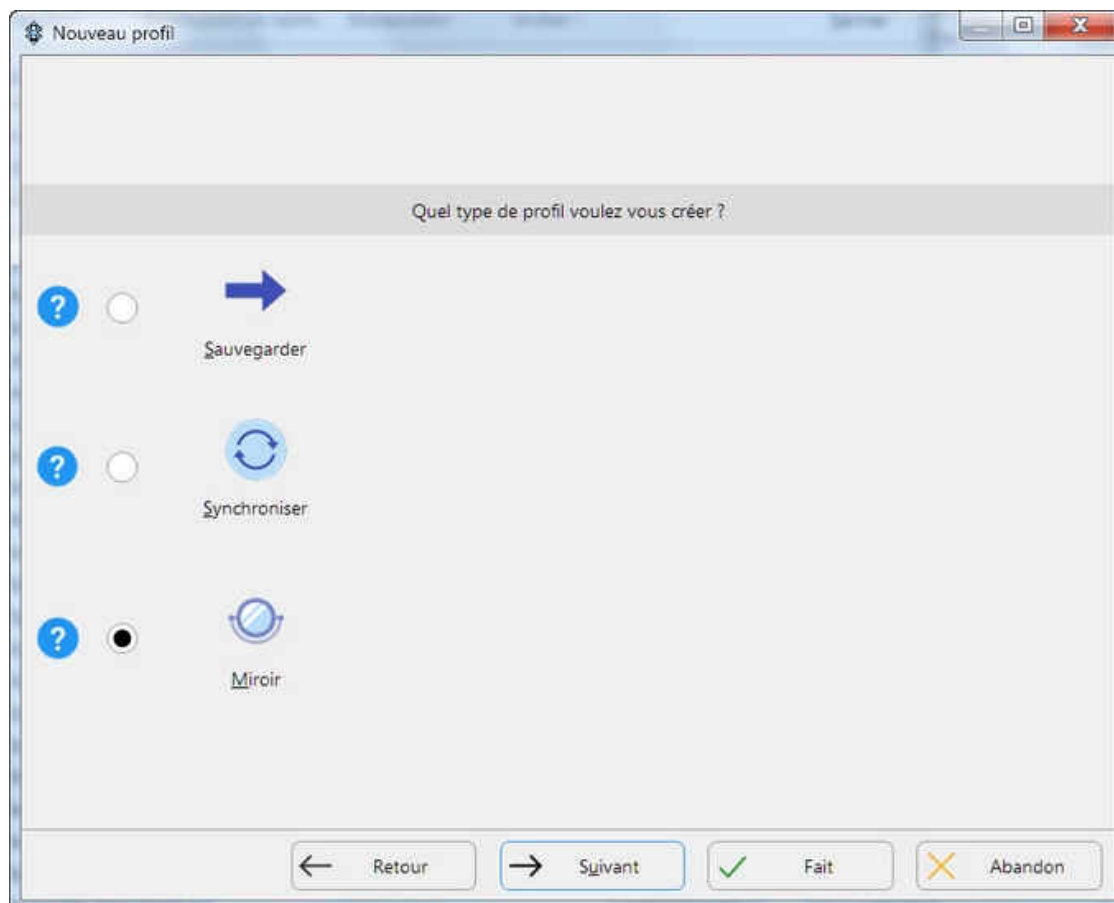 Nouveau profil
Quel type de profil voulez vous créer ?
Sauvegarder
Synchroniser
Miroir
Retour
Suivant
Fait
Abandon